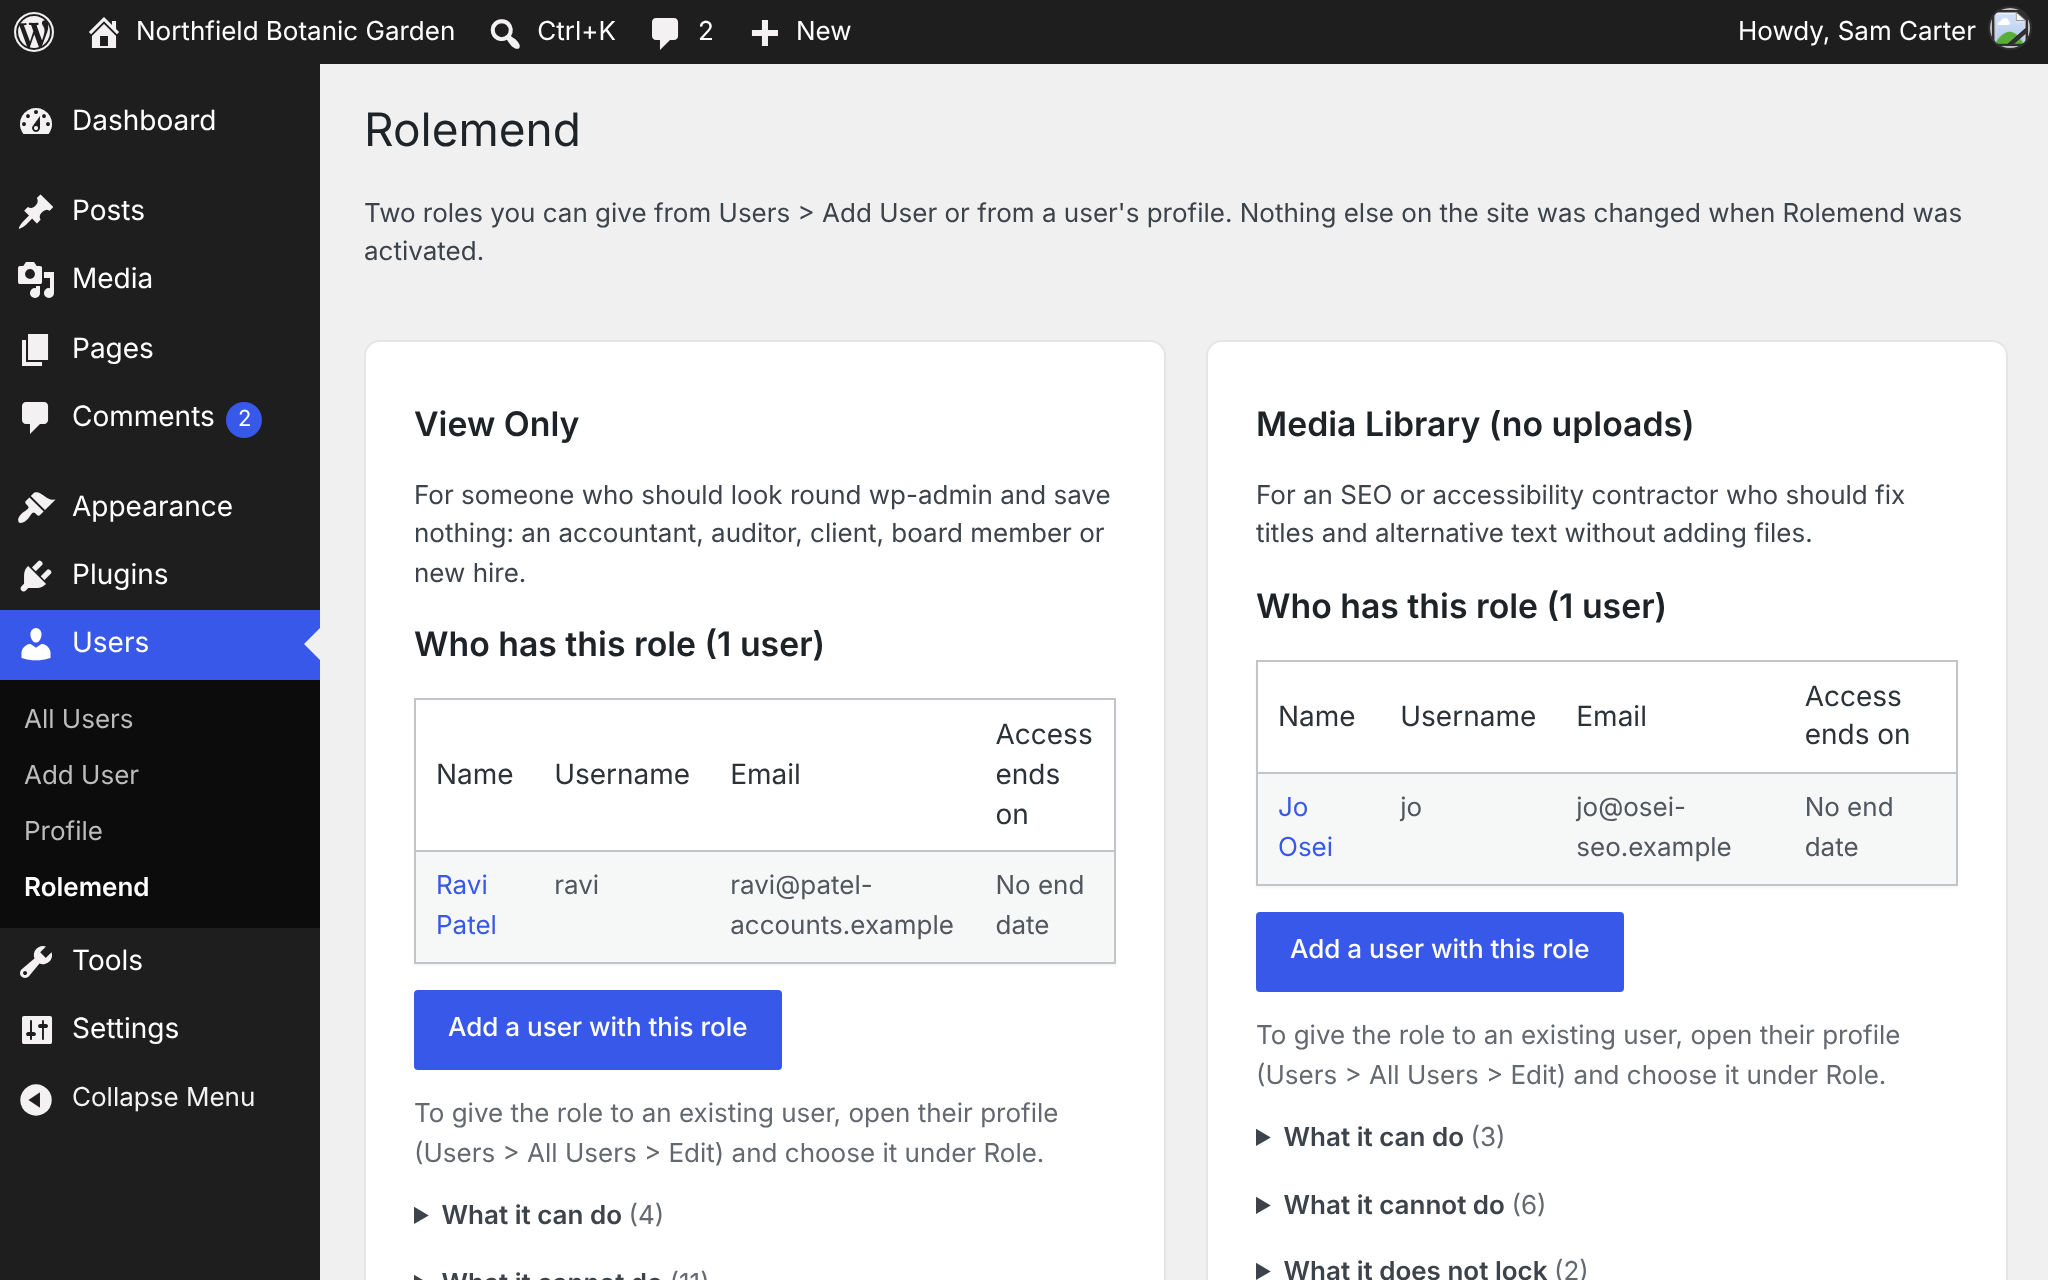 Northfield Botanic Garden
Ctrl+K
2
New
Howdy, Sam Carter
Dashboard
Posts
Media
Pages
Comments 2
Appearance
Plugins
Users
All Users
Add User
Profile
Rolemend
Tools
Settings
Collapse Menu
Rolemend
Two roles you can give from Users > Add User or from a user's profile. Nothing else on the site was changed when Rolemend was
activated.
View Only
For someone who should look round wp-admin and save
nothing: an accountant, auditor, client, board member or
new hire.
Who has this role (1 user)
Name Username Email Access
ends
on
Ravi ravi ravi@patel- No end
Patel accounts.example date
Add a user with this role
To give the role to an existing user, open their profile
(Users > All Users > Edit) and choose it under Role.
What it can do (4)
What it cannot do (11)
Media Library (no uploads)
For an SEO or accessibility contractor who should fix
titles and alternative text without adding files.
Who has this role (1 user)
Name Username Email Access
ends on
Jo jo jo@osei- No end
Osei seo.example date
Add a user with this role
To give the role to an existing user, open their profile
(Users > All Users > Edit) and choose it under Role.
What it can do (3)
What it cannot do (6)
What it does not lock (2)